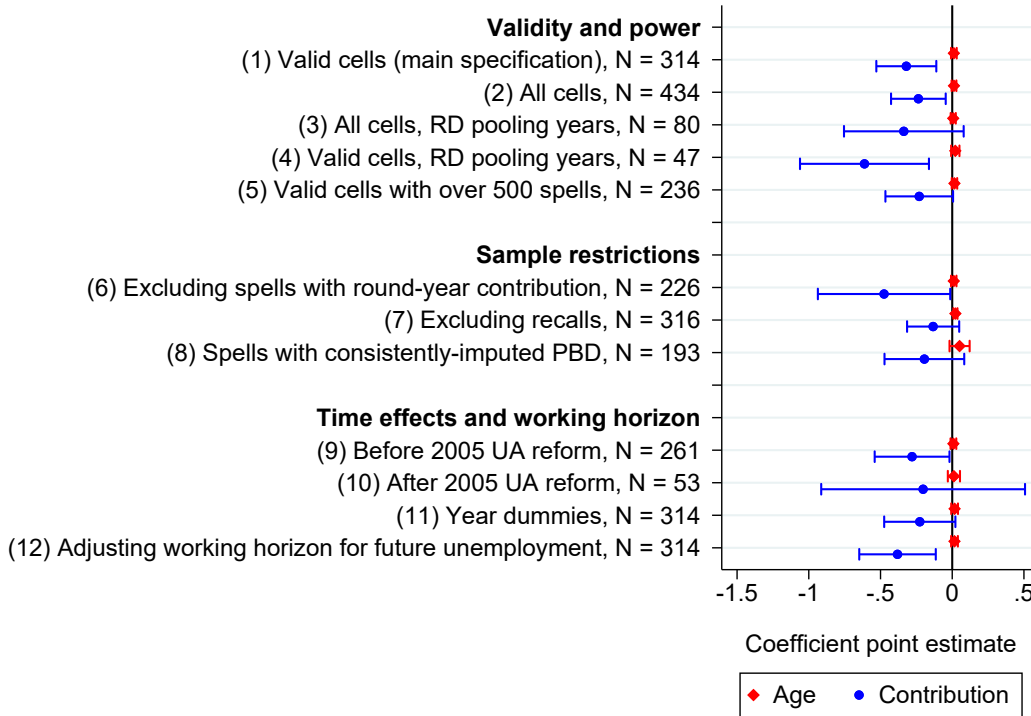 Validity and power
(1) Valid cells (main specification), N = 314
(2) All cells, N = 434
(3) All cells, RD pooling years, N = 80
(4) Valid cells, RD pooling years, N = 47
(5) Valid cells with over 500 spells, N = 236
Sample restrictions
(6) Excluding spells with round-year contribution, N = 226
(7) Excluding recalls, N = 316
(8) Spells with consistently-imputed PBD, N = 193
Time effects and working horizon
(9) Before 2005 UA reform, N = 261
(10) After 2005 UA reform, N = 53
(11) Year dummies, N = 314
(12) Adjusting working horizon for future unemployment, N = 314
-1.5 -1 -.5 0 .5
Coefficient point estimate
Age Contribution